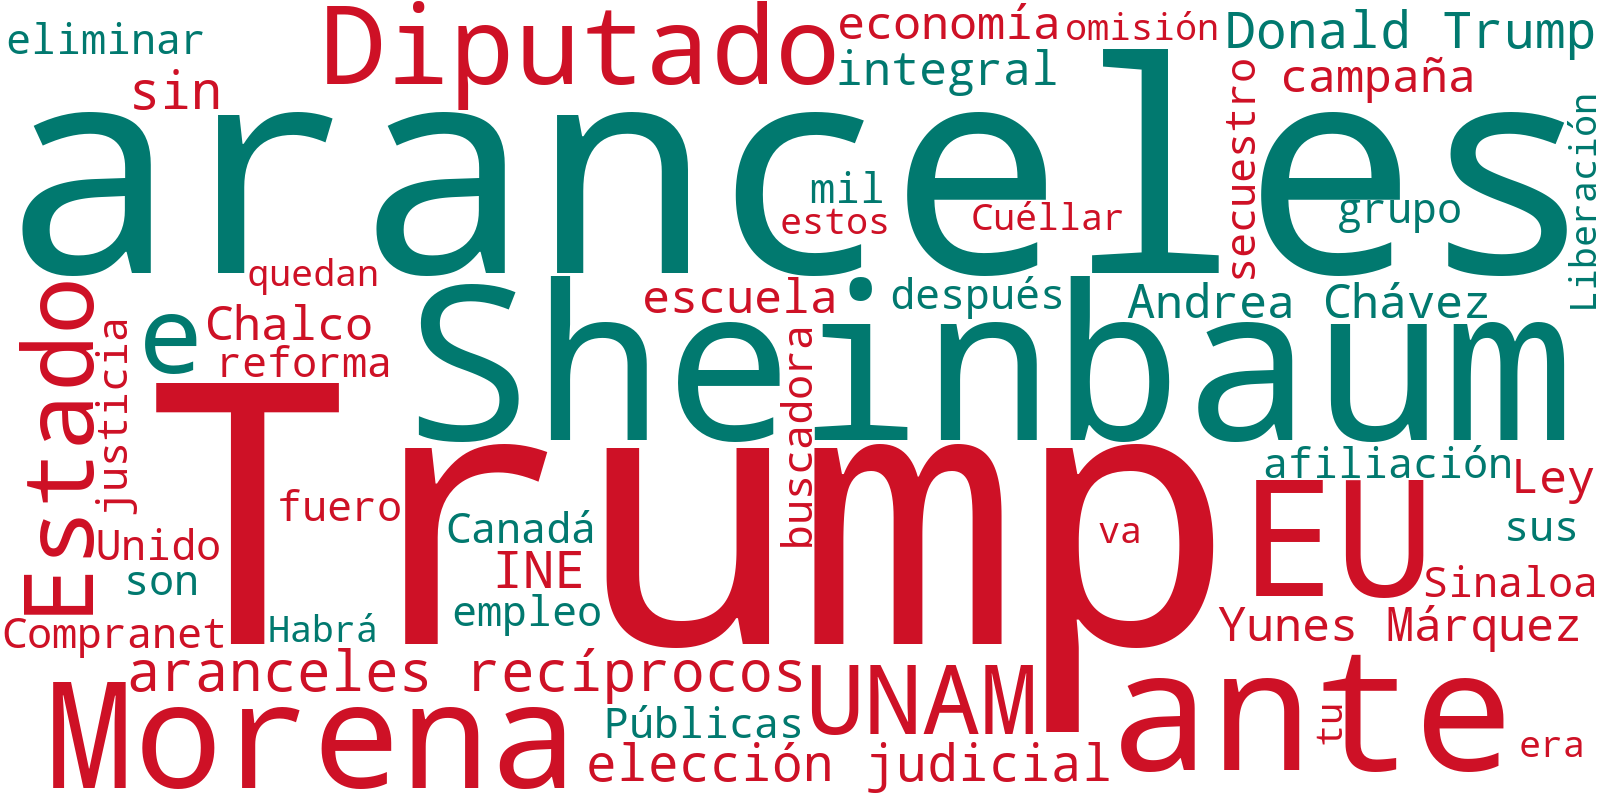 eliminar
Diputado
economía
omisión
Donald Trump
sin
integral
secuestro
campaña
Liberación
aranceles
mil
estos
Cuéllar
grupo
quedan
Estado
e
Chalco
reforma
justicia
escuela
después
Andrea Chávez
Sheinbaum
buscadora
Trump
afiliación
Ley
EU
sus
fuero
Canadá
va
Unido
INE
son
empleo
Sinaloa
Compranet
Habrá
Yunes Márquez
aranceles recíprocos
UNAM
ante
Morena
Públicas
tu
elección judicial
era